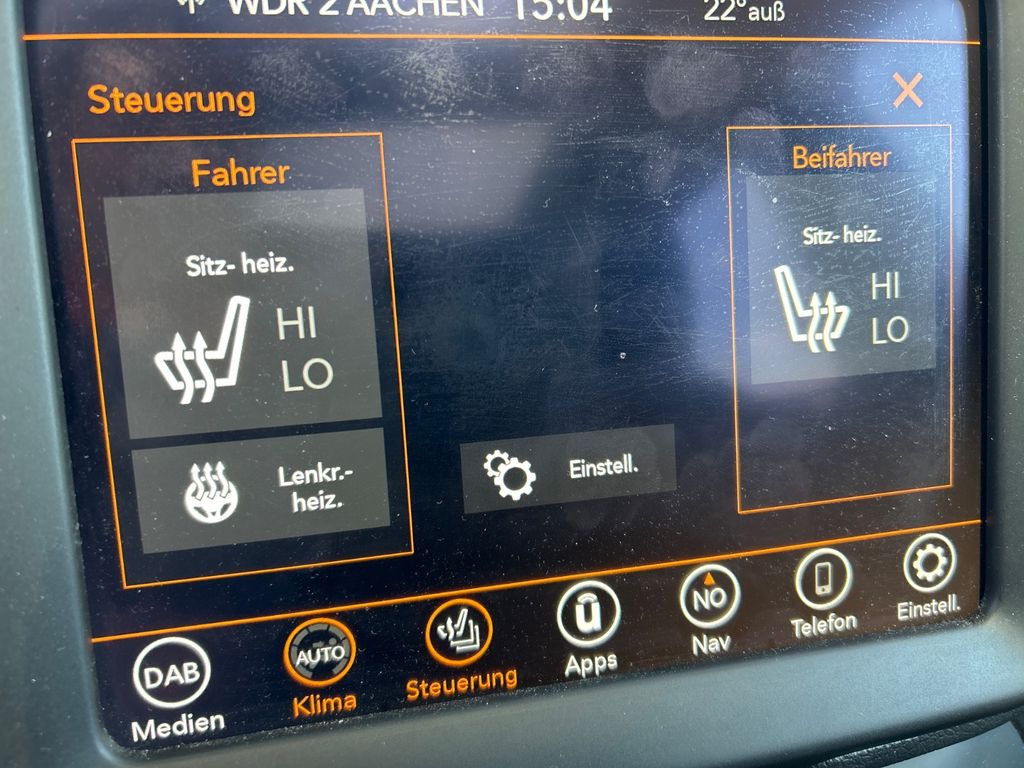 WDR 2 AACHEN 15:04 22° auß
Steuerung
X
Fahrer
Sitz- heiz.
HI
LO
Lenkr.-
heiz.
Einstell.
Beifahrer
Sitz- heiz.
HI
LO
DAB
Medien
AUTO
Klima
Steuerung
Apps
NO
Nav
Telefon
Einstell.